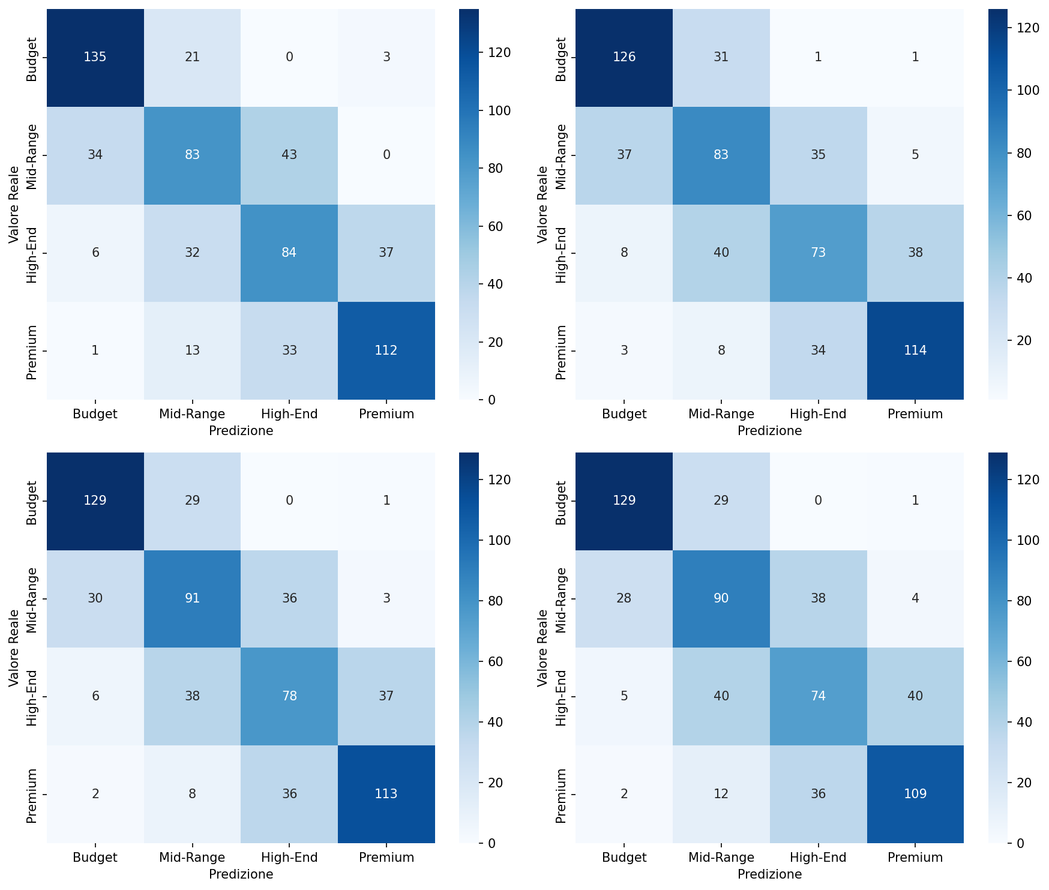 Valore Reale
Budget 135 21 0 3
Mid-Range 34 83 43 0
High-End 6 32 84 37
Premium 1 13 33 112
Budget Mid-Range High-End Premium
Predizione
120
100
80
60
40
20
0
Valore Reale
Budget 126 31 1 1
Mid-Range 37 83 35 5
High-End 8 40 73 38
Premium 3 8 34 114
Budget Mid-Range High-End Premium
Predizione
120
100
80
60
40
20
Valore Reale
Budget 129 29 0 1
Mid-Range 30 91 36 3
High-End 6 38 78 37
Premium 2 8 36 113
Budget Mid-Range High-End Premium
Predizione
120
100
80
60
40
20
0
Valore Reale
Budget 129 29 0 1
Mid-Range 28 90 38 4
High-End 5 40 74 40
Premium 2 12 36 109
Budget Mid-Range High-End Premium
Predizione
120
100
80
60
40
20
0